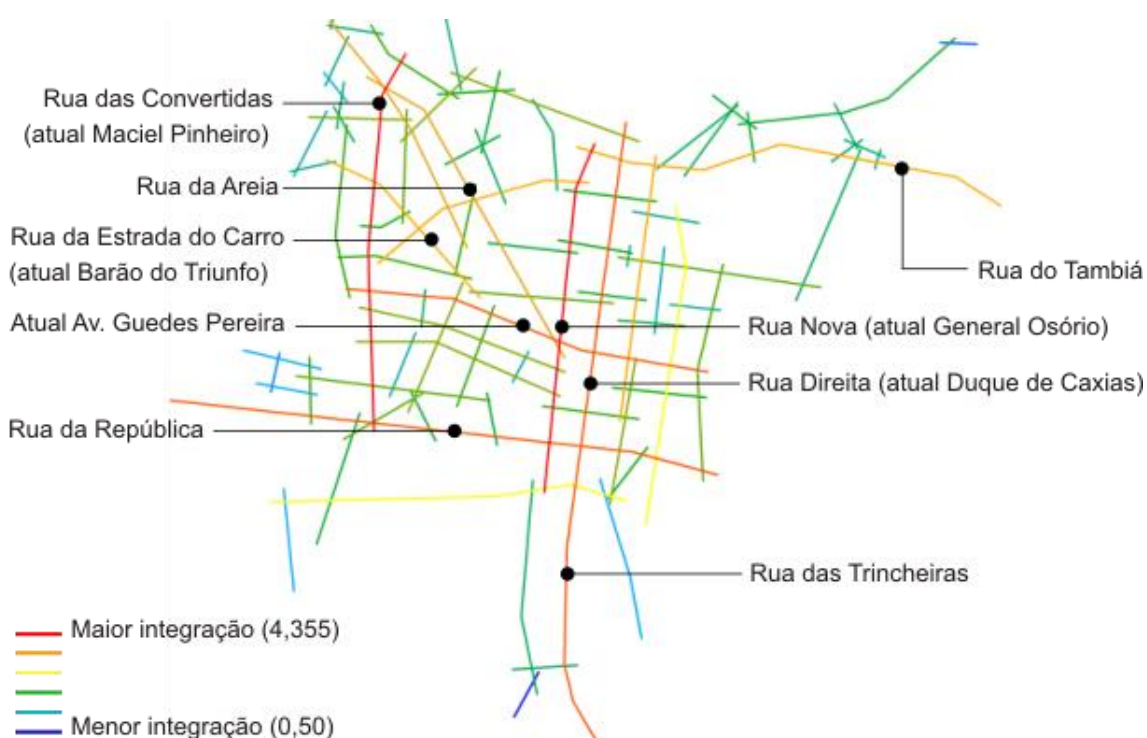 Rua das Convertidas
(atual Maciel Pinheiro)
Rua da Areia
Rua da Estrada do Carro
(atual Barão do Triunfo)
Rua do Tambiá
Atual Av. Guedes Pereira
Rua Nova (atual General Osório)
Rua Direita (atual Duque de Caxias)
Rua da República
Rua das Trincheiras
Maior integração (4,355)
Menor integração (0,50)